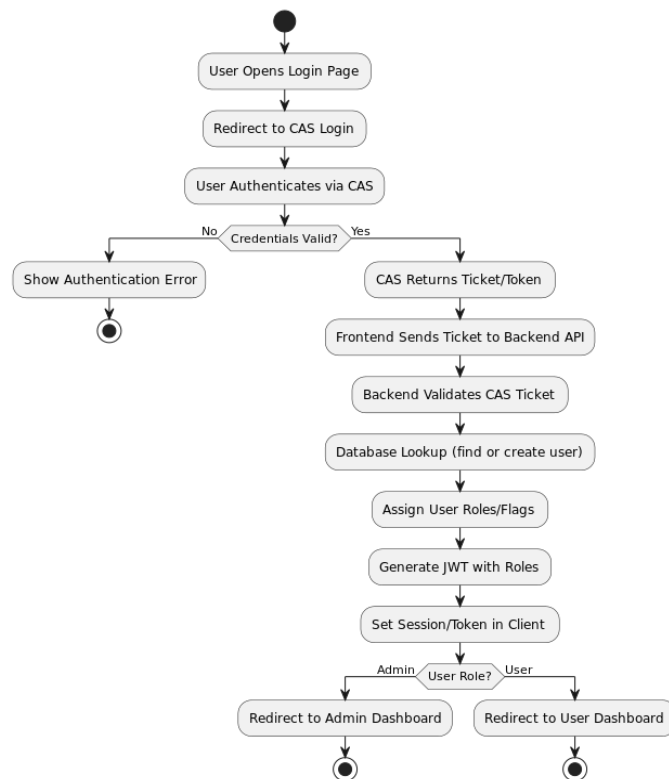 User Opens Login Page
Redirect to CAS Login
User Authenticates via CAS
No
Credentials Valid?
Yes
Show Authentication Error
CAS Returns Ticket/Token
Frontend Sends Ticket to Backend API
Backend Validates CAS Ticket
Database Lookup (find or create user)
Assign User Roles/Flags
Generate JWT with Roles
Set Session/Token in Client
Admin
User Role?
User
Redirect to Admin Dashboard
Redirect to User Dashboard